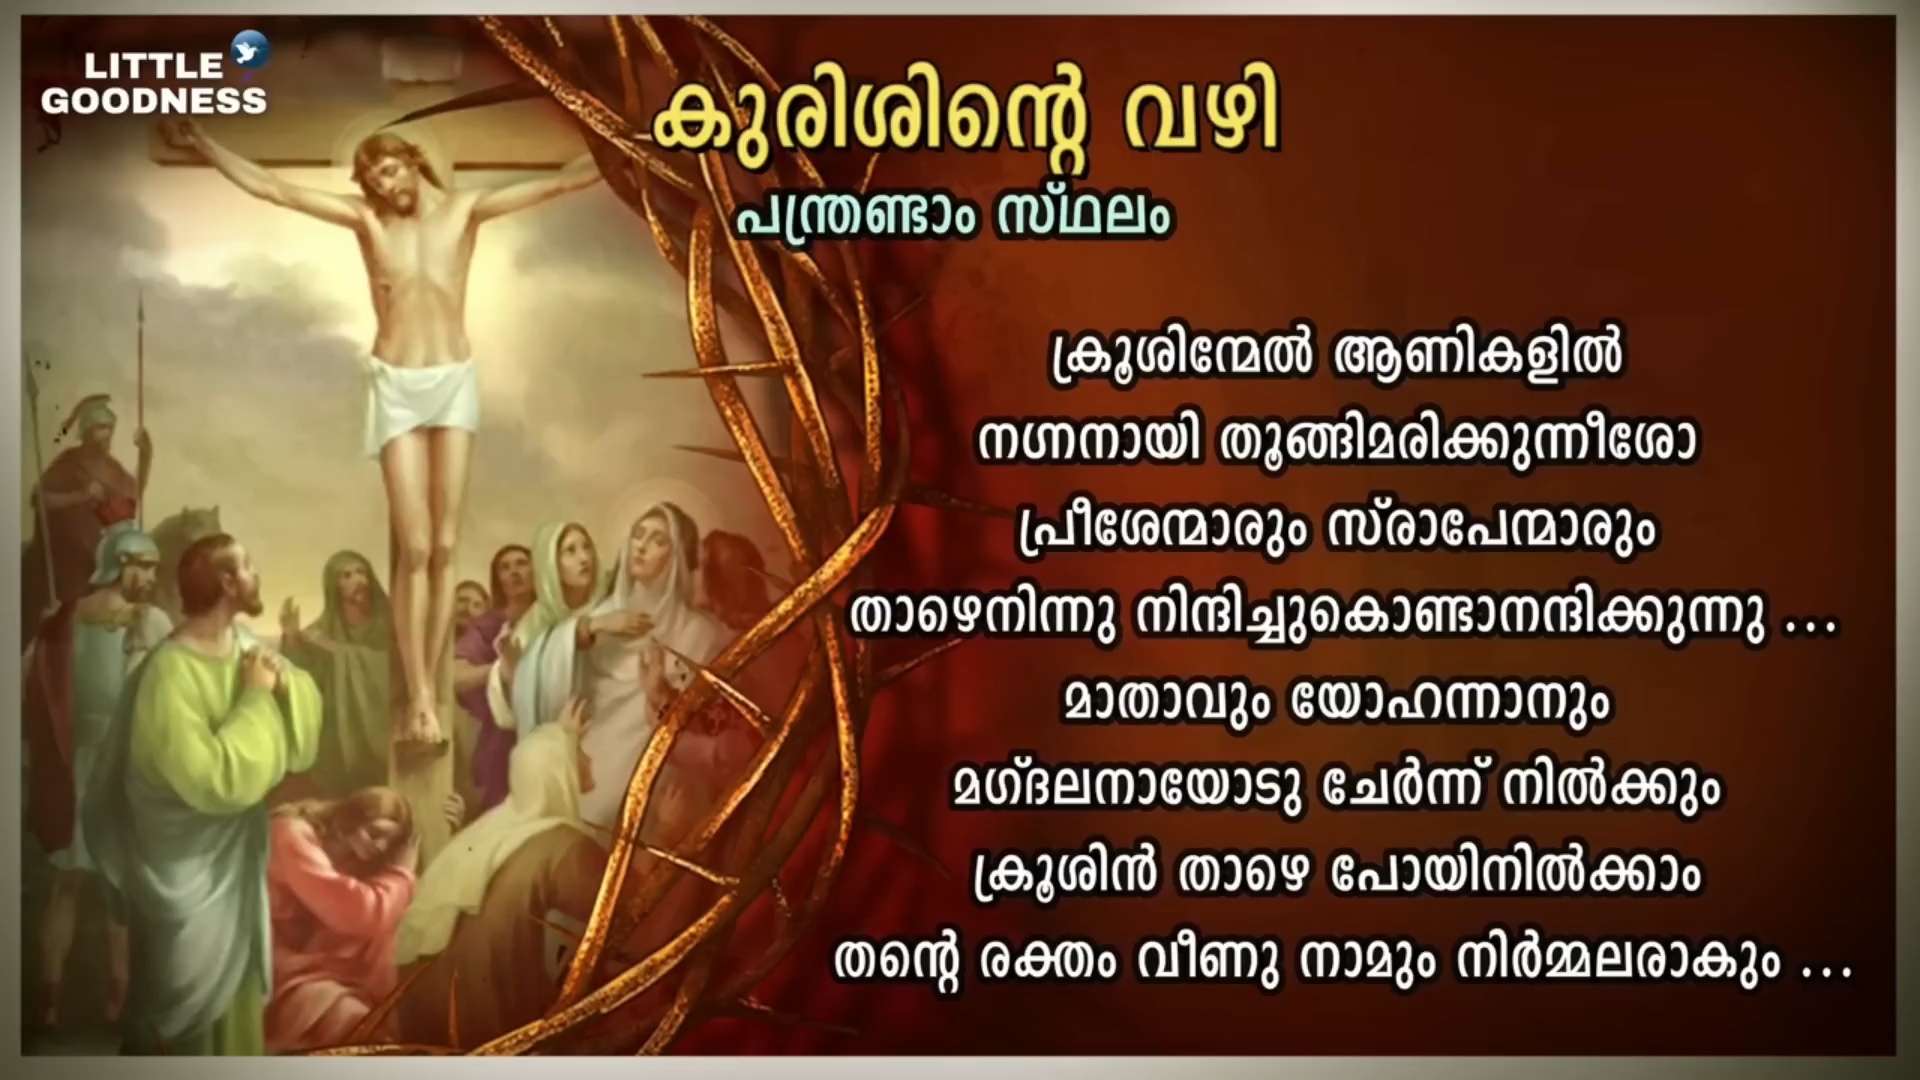 LITTLE
GOODNESS
കുരിശിന്റെ വഴി
പന്ത്രണ്ടാം സ്ഥലം
ക്രൂശിന്മേൽ ആണികളിൽ
നഗ്നനായി തൂങ്ങിമരിക്കുന്നീശോ
പ്രീശേന്മാരും സ്രാപേന്മാരും
താഴെനിന്നു നിന്ദിച്ചുകൊണ്ടാനന്ദിക്കുന്നു ...
മാതാവും യോഹന്നാനും
മഗ്ദലനായോടു ചേർന്ന് നിൽക്കും
ക്രൂശിൻ താഴെ പോയിനിൽക്കാം
തന്റെ രക്തം വീണു നാമും നിർമ്മലരാകും ...